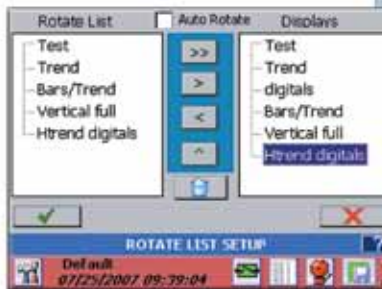 Rotate List
Auto Rotate
Displays
Test
Trend
Bars/Trend
Vertical full
Htrend digitals
>>
>
<
^
Test
Trend
digitals
Bars/Trend
Vertical full
Htrend digitals
ROTATE LIST SETUP
?
Default
07/25/2007 09:39:04